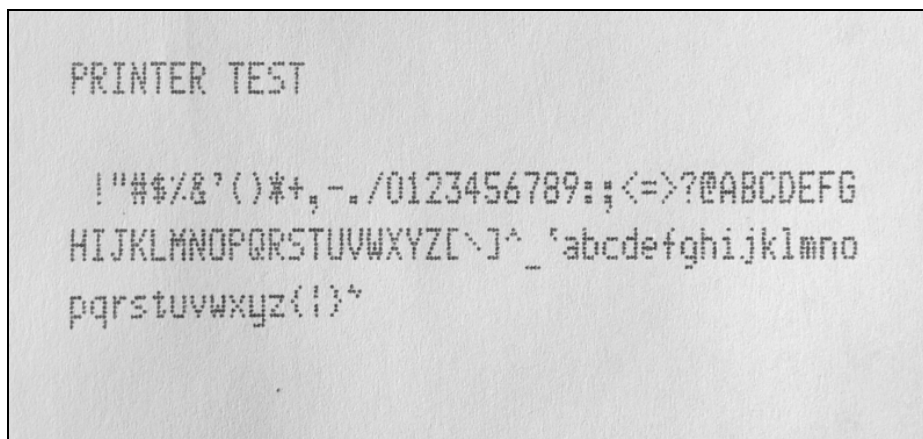 PRINTER TEST
 !"#$%&'()*+,-./0123456789:;<=>?@ABCDEFG
HIJKLMNOPQRSTUVWXYZ[\]^_`abcdefghijklmno
pqrstuvwxyz{¦}~